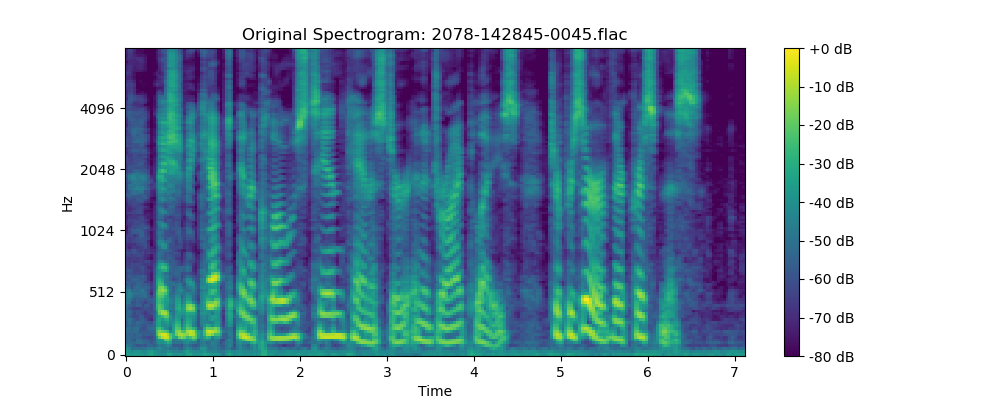 Original Spectrogram: 2078-142845-0045.flac
Hz
4096
2048
1024
512
0
0 1 2 3 4 5 6 7
Time
+0 dB
-10 dB
-20 dB
-30 dB
-40 dB
-50 dB
-60 dB
-70 dB
-80 dB